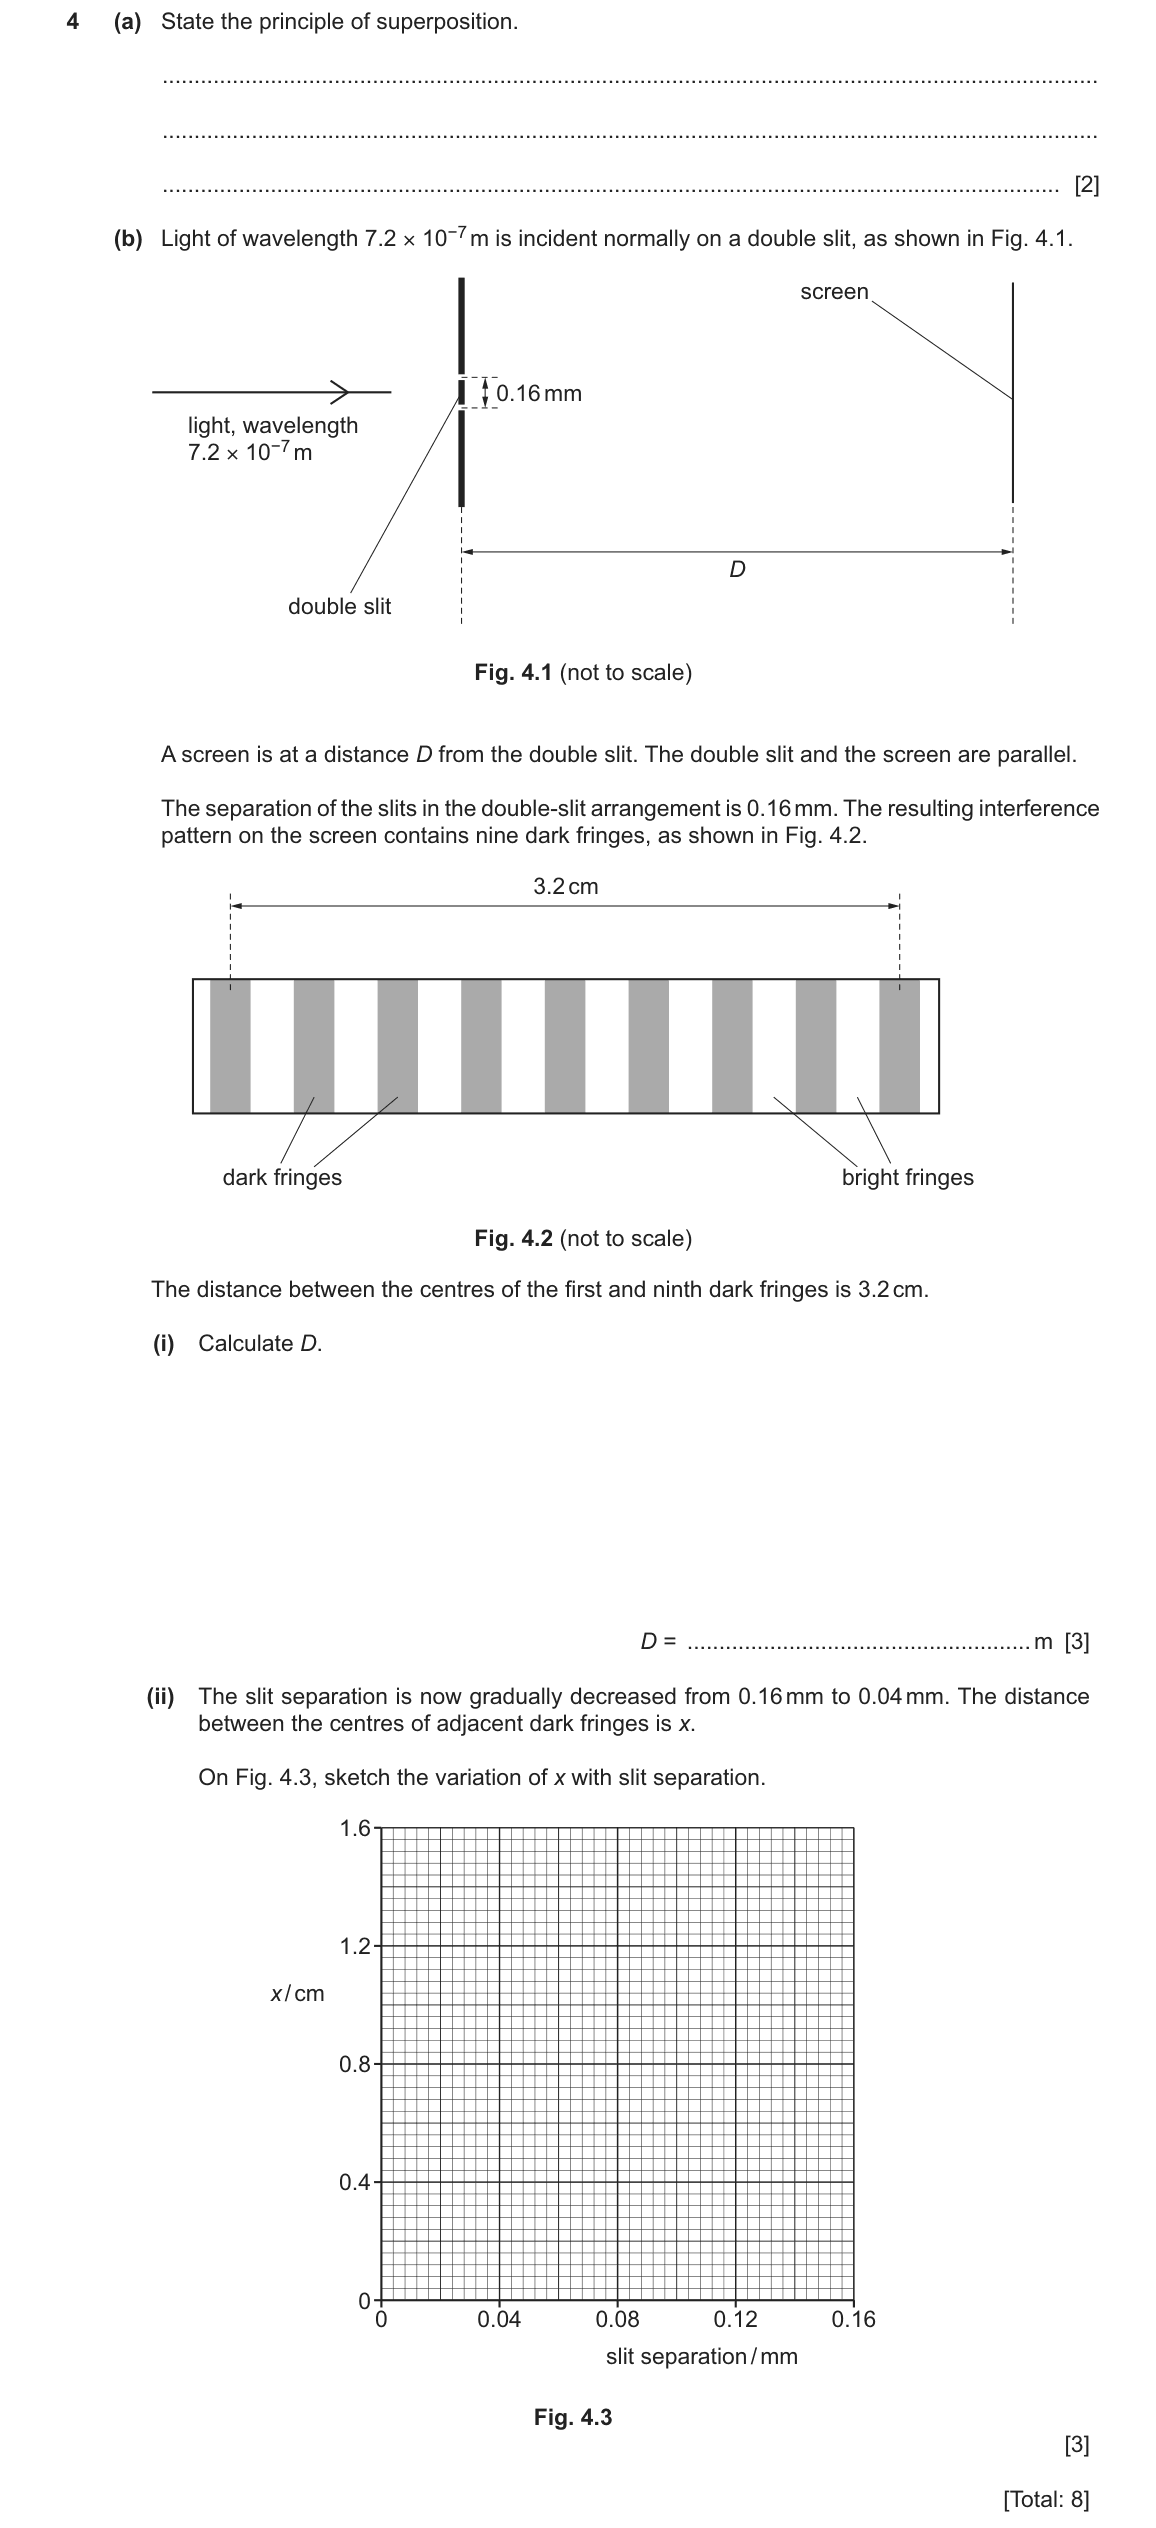 4 (a) State the principle of superposition.
..........................................................................................................................................
..........................................................................................................................................
.................................................................................................................................... [2]
(b) Light of wavelength 7.2 × 10⁻⁷ m is incident normally on a double slit, as shown in Fig. 4.1.
screen
0.16 mm
light, wavelength
7.2 × 10⁻⁷ m
D
double slit
Fig. 4.1 (not to scale)
A screen is at a distance D from the double slit. The double slit and the screen are parallel.
The separation of the slits in the double-slit arrangement is 0.16 mm. The resulting interference
pattern on the screen contains nine dark fringes, as shown in Fig. 4.2.
3.2 cm
dark fringes bright fringes
Fig. 4.2 (not to scale)
The distance between the centres of the first and ninth dark fringes is 3.2 cm.
(i) Calculate D.
D = ...................................................... m [3]
(ii) The slit separation is now gradually decreased from 0.16 mm to 0.04 mm. The distance
between the centres of adjacent dark fringes is x.
On Fig. 4.3, sketch the variation of x with slit separation.
1.6
1.2
x / cm
0.8
0.4
0
0 0.04 0.08 0.12 0.16
slit separation / mm
Fig. 4.3
[3]
[Total: 8]